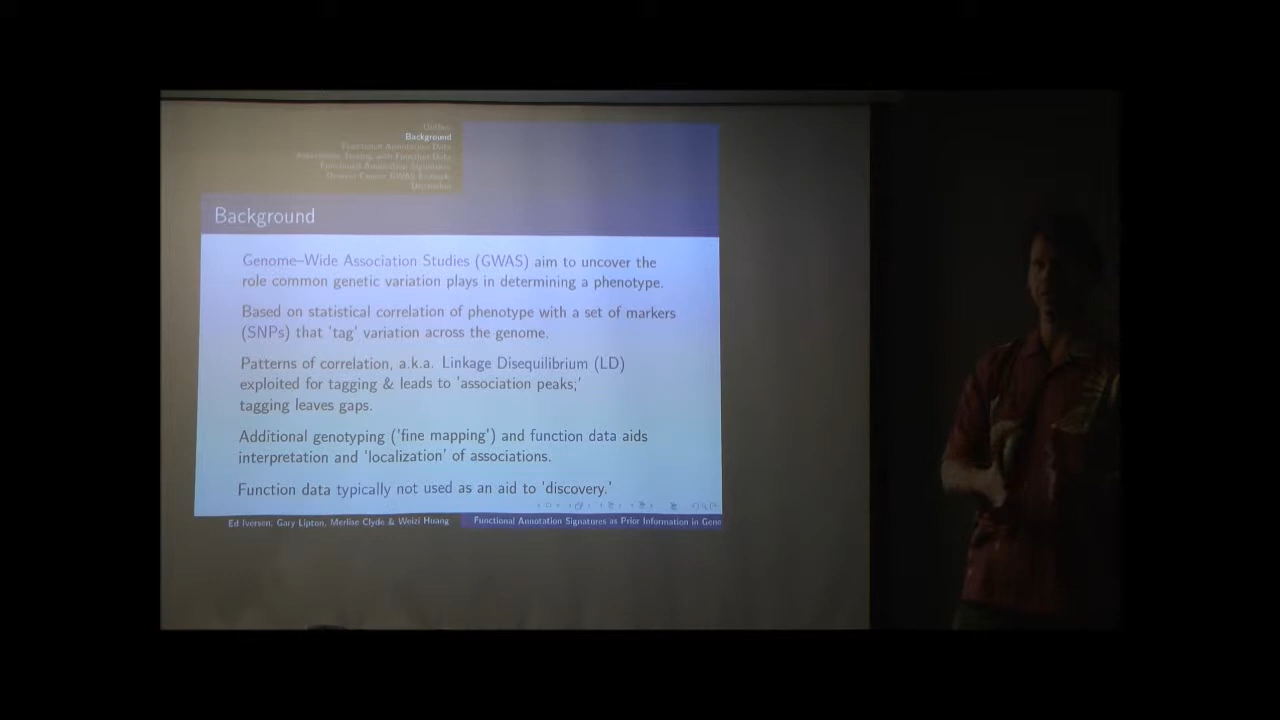 Outline
Background
Functional Annotation Data
Association Testing with Function Data
Functional Annotation Signatures
Ovarian Cancer GWAS Example
Discussion
Background
Genome–Wide Association Studies (GWAS) aim to uncover the
role common genetic variation plays in determining a phenotype.
Based on statistical correlation of phenotype with a set of markers
(SNPs) that 'tag' variation across the genome.
Patterns of correlation, a.k.a. Linkage Disequilibrium (LD)
exploited for tagging & leads to 'association peaks;'
tagging leaves gaps.
Additional genotyping ('fine mapping') and function data aids
interpretation and 'localization' of associations.
Function data typically not used as an aid to 'discovery.'
Ed Iversen, Gary Lipton, Merlise Clyde & Weizi Huang
Functional Annotation Signatures as Prior Information in Geno